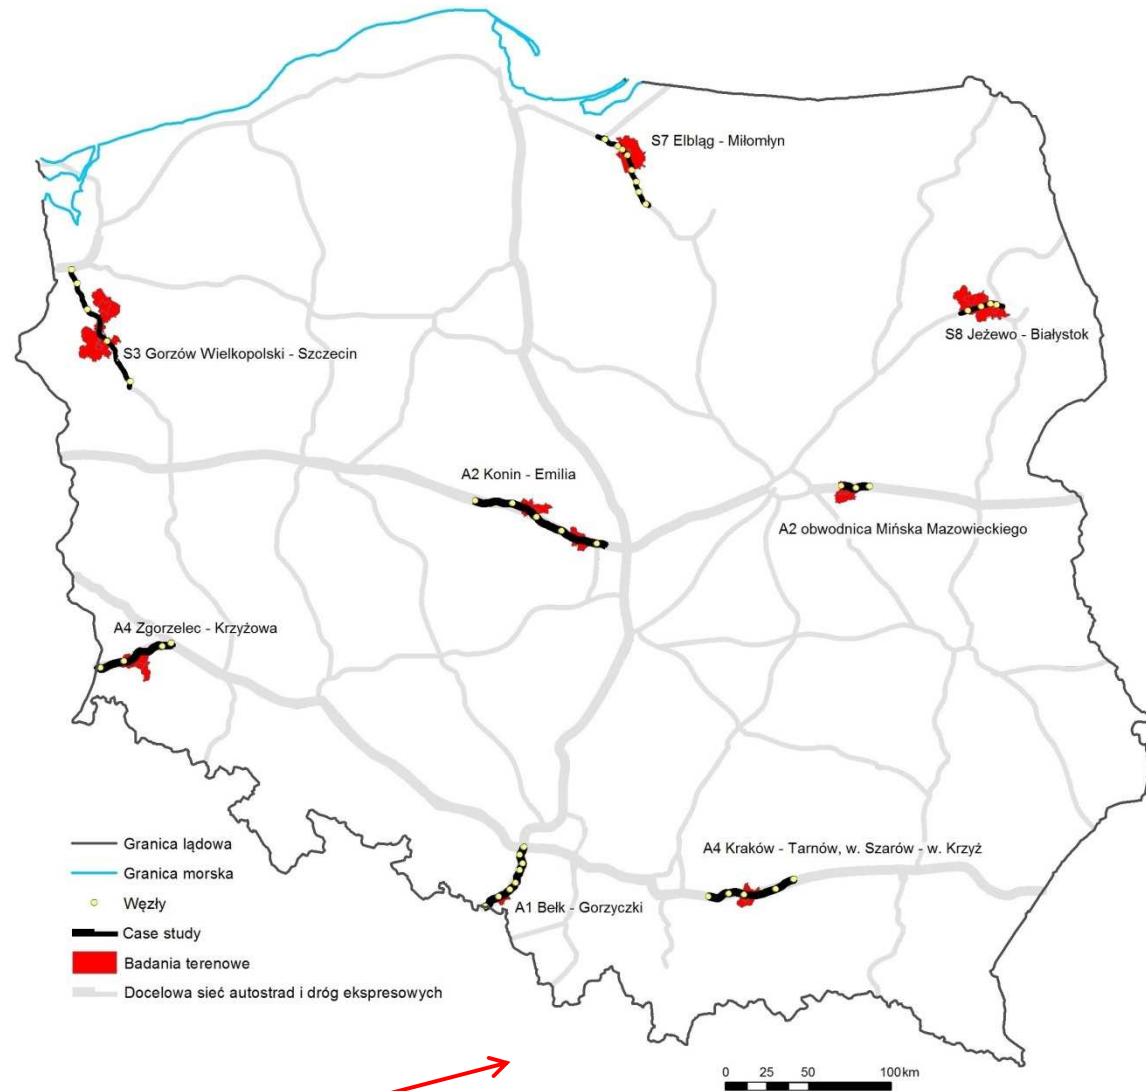 S7 Elbląg - Miłomłyn
S8 Jeżewo - Białystok
S3 Gorzów Wielkopolski - Szczecin
A2 Konin - Emilia
A2 obwodnica Mińska Mazowieckiego
A4 Zgorzelec - Krzyżowa
A4 Kraków - Tarnów, w. Szarów - w. Krzyż
A1 Bełk - Gorzyczki
Granica lądowa
Granica morska
Węzły
Case study
Badania terenowe
Docelowa sieć autostrad i dróg ekspresowych
0 25 50 100 km